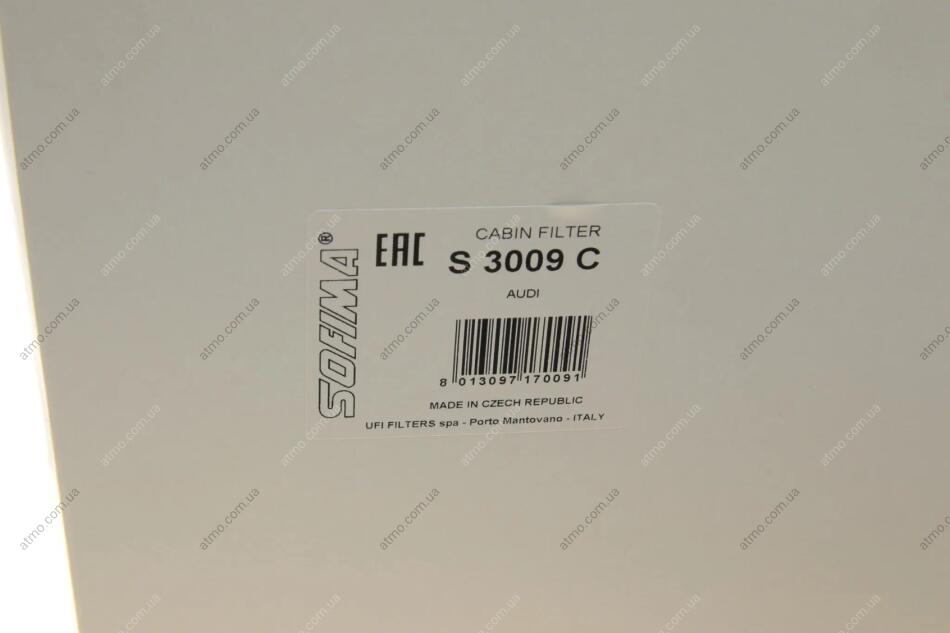 SOFIMA®
EAC
CABIN FILTER
S 3009 C
AUDI
8 013097 170091
MADE IN CZECH REPUBLIC
UFI FILTERS spa - Porto Mantovano - ITALY
atmo.com.ua